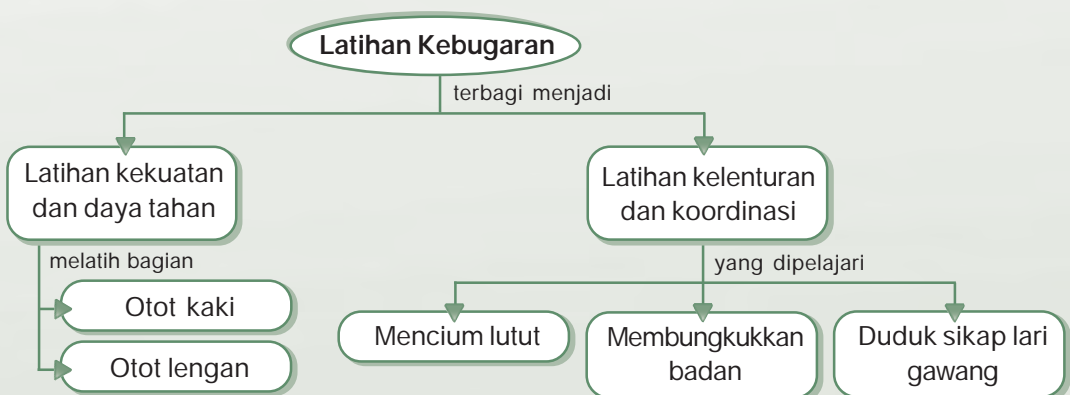 Latihan Kebugaran
terbagi menjadi
Latihan kekuatan
dan daya tahan
melatih bagian
Otot kaki
Otot lengan
Latihan kelenturan
dan koordinasi
yang dipelajari
Mencium lutut
Membungkukkan
badan
Duduk sikap lari
gawang